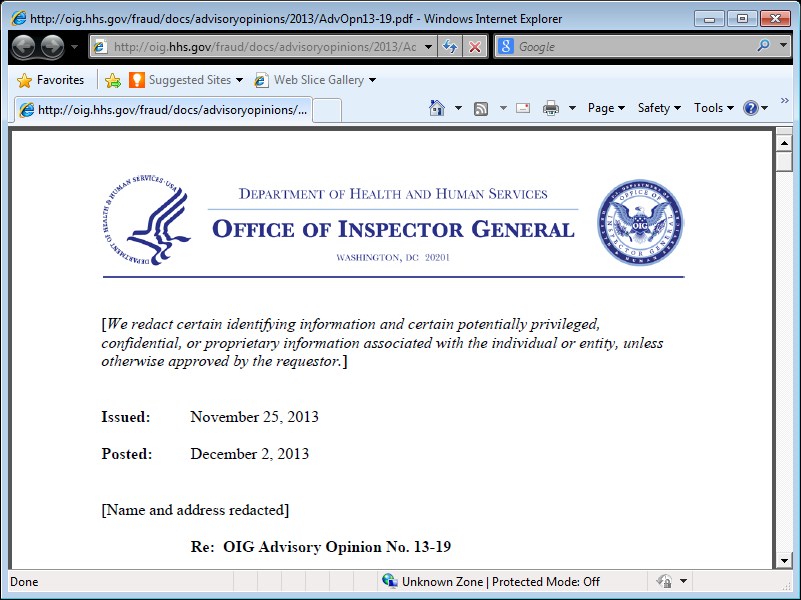 http://oig.hhs.gov/fraud/docs/advisoryopinions/2013/AdvOpn13-19.pdf - Windows Internet Explorer
http://oig.hhs.gov/fraud/docs/advisoryopinions/2013/Ac
Google
Favorites
Suggested Sites
Web Slice Gallery
http://oig.hhs.gov/fraud/docs/advisoryopinions/...
Page
Safety
Tools
DEPARTMENT OF HEALTH & HUMAN SERVICES · USA
DEPARTMENT OF HEALTH AND HUMAN SERVICES
OFFICE OF INSPECTOR GENERAL
WASHINGTON, DC 20201
OFFICE OF
INSPECTOR GENERAL
OIG
[We redact certain identifying information and certain potentially privileged,
confidential, or proprietary information associated with the individual or entity, unless
otherwise approved by the requestor.]
Issued: November 25, 2013
Posted: December 2, 2013
[Name and address redacted]
Re: OIG Advisory Opinion No. 13-19
Done
Unknown Zone | Protected Mode: Off